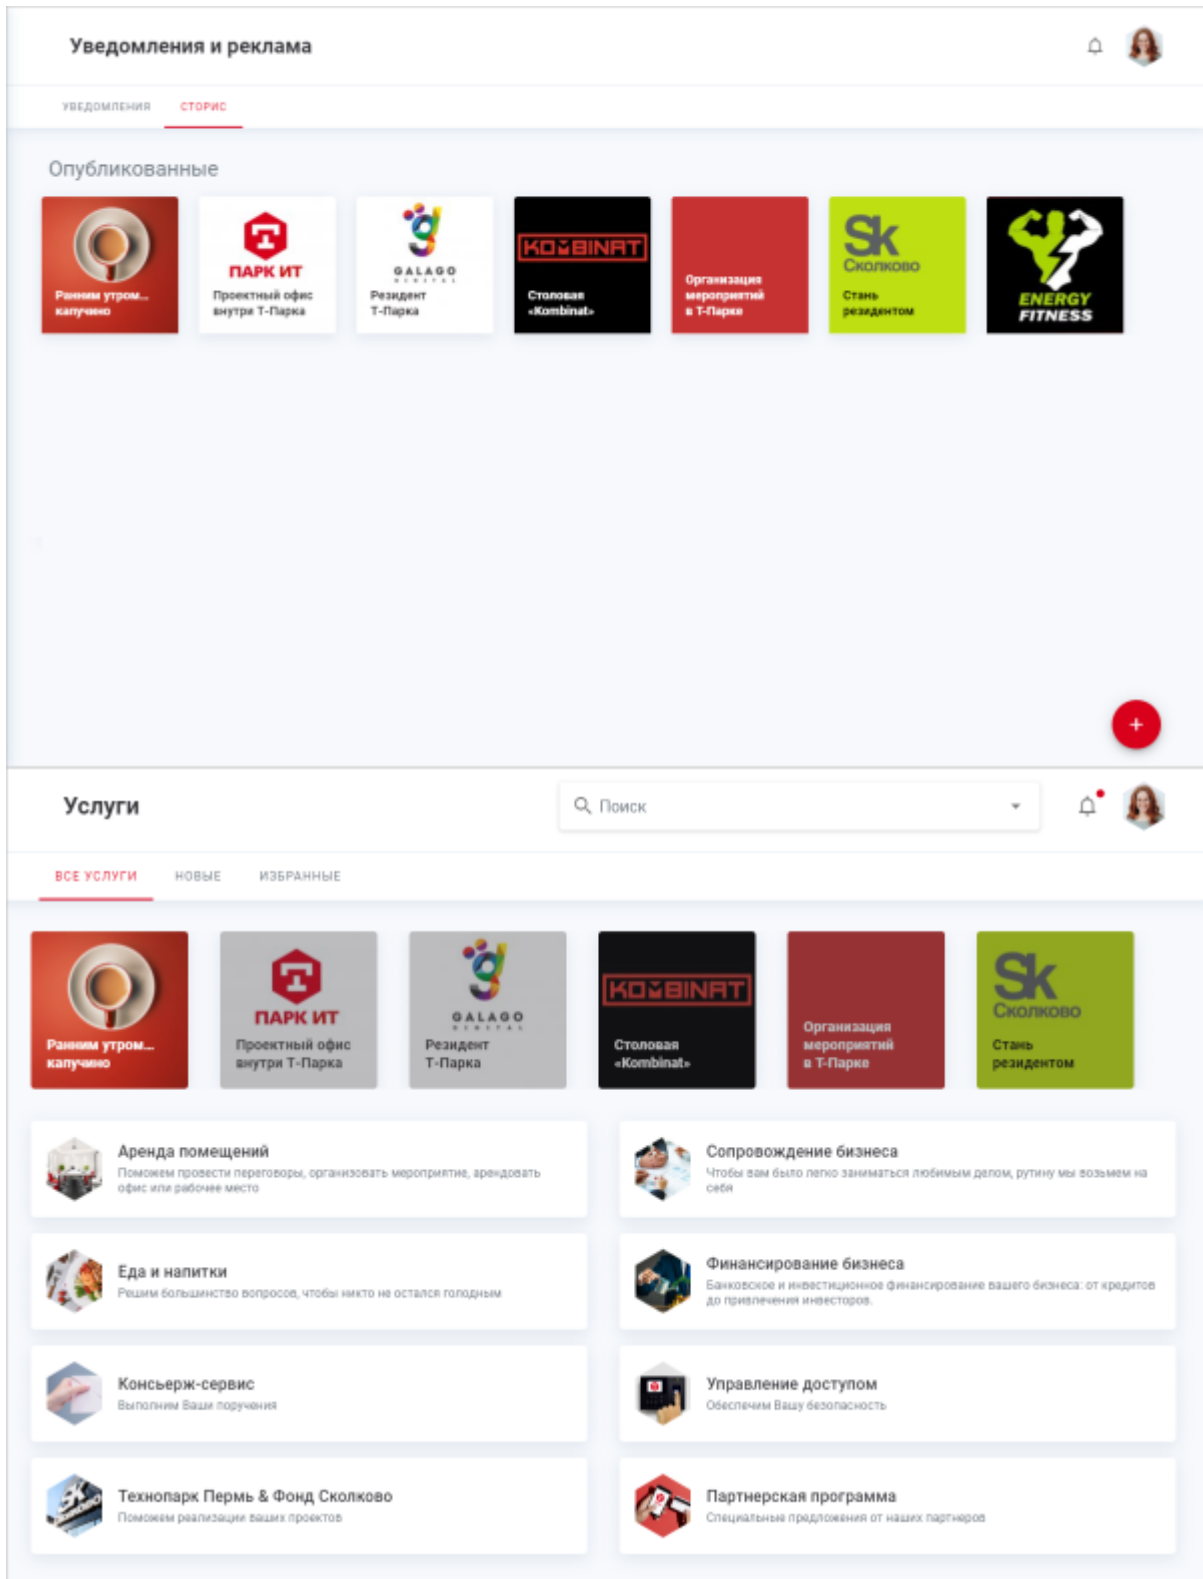 Уведомления и реклама
УВЕДОМЛЕНИЯ СТОРИС
Опубликованные
Ранним утром...
капучино
ПАРК ИТ
Проектный офис
внутри Т-Парка
GALAGO
DIGITAL
Резидент
Т-Парка
KOMBINAT
Столовая
«Kombinat»
Организация
мероприятий
в Т-Парке
Sk
Сколково
Стань
резидентом
ENERGY
FITNESS
Услуги
Поиск
ВСЕ УСЛУГИ НОВЫЕ ИЗБРАННЫЕ
Ранним утром...
капучино
ПАРК ИТ
Проектный офис
внутри Т-Парка
GALAGO
DIGITAL
Резидент
Т-Парка
KOMBINAT
Столовая
«Kombinat»
Организация
мероприятий
в Т-Парке
Sk
Сколково
Стань
резидентом
Аренда помещений
Поможем провести переговоры, организовать мероприятие, арендовать
офис или рабочее место
Сопровождение бизнеса
Чтобы вам было легко заниматься любимым делом, рутину мы возьмем на
себя
Еда и напитки
Решим большинство вопросов, чтобы никто не остался голодным
Финансирование бизнеса
Банковское и инвестиционное финансирование вашего бизнеса: от кредитов
до привлечения инвесторов.
Консьерж-сервис
Выполним Ваши поручения
Управление доступом
Обеспечим Вашу безопасность
Технопарк Пермь & Фонд Сколково
Поможем реализации ваших проектов
Партнерская программа
Специальные предложения от наших партнеров